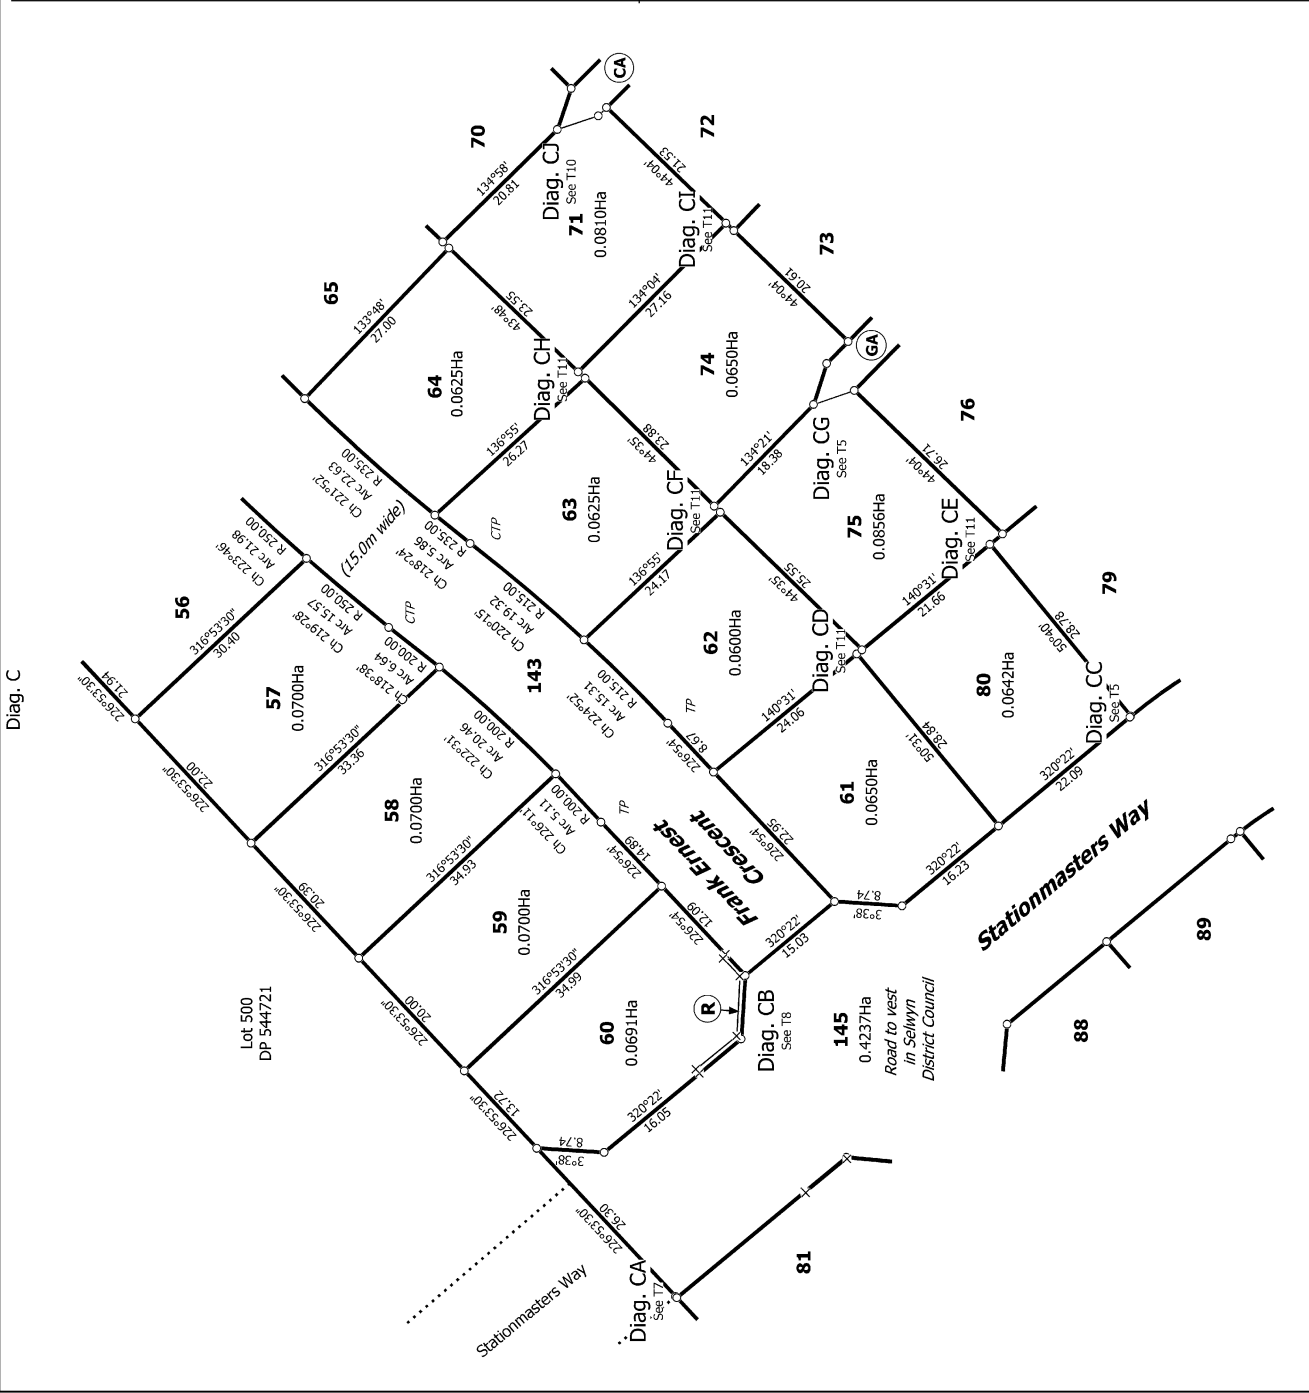 Diag. C
56
226°53'30"
21.94
316°53'30"
30.40
Ch 223°46'
Arc 21.98
R 250.00
57
0.0700Ha
226°53'30"
22.00
Ch 219°28'
Arc 15.57
R 250.00
(15.0m wide)
CTP
Ch 218°38'
Arc 6.64
R 200.00
316°53'30"
33.36
58
0.0700Ha
226°53'30"
20.39
Ch 222°31'
Arc 20.46
R 200.00
316°53'30"
34.93
59
0.0700Ha
Ch 226°11'
Arc 5.11
R 200.00
TP
226°54'
14.89
Lot 500
DP 544721
226°53'30"
20.00
316°53'30"
34.99
60
0.0691Ha
226°54'
12.09
226°53'30"
13.72
3°38'
8.74
320°22'
16.05
R
Diag. CB
See T8
226°53'30"
26.30
Stationmasters Way
Diag. CA
See T7
81
65
133°48'
27.00
64
0.0625Ha
Ch 221°52'
Arc 22.63
R 235.00
43°48'
23.55
Diag. CH
See T11
136°55'
26.27
70
134°58'
20.81
Diag. CJ
See T10
71
0.0810Ha
CA
72
44°04'
21.53
Diag. CI
See T11
134°04'
27.16
73
44°04'
20.61
74
0.0650Ha
GA
63
0.0625Ha
Ch 218°24'
Arc 5.86
R 235.00
CTP
Ch 220°15'
Arc 19.32
R 215.00
44°35'
23.88
Diag. CF
See T11
136°55'
24.17
134°21'
18.38
Diag. CG
See T5
75
0.0856Ha
76
44°04'
26.71
Diag. CE
See T11
140°31'
21.66
143
62
0.0600Ha
Ch 224°52'
Arc 15.31
R 215.00
TP
226°54'
8.67
44°35'
25.55
Diag. CD
See T11
140°31'
24.06
79
50°40'
28.78
80
0.0642Ha
Diag. CC
See T5
320°22'
22.09
50°31'
28.84
61
0.0650Ha
226°54'
22.95
Frank Ernest
Crescent
3°38'
8.74
320°22'
16.23
320°22'
15.03
145
0.4237Ha
Road to vest
in Selwyn
District Council
Stationmasters Way
88
89